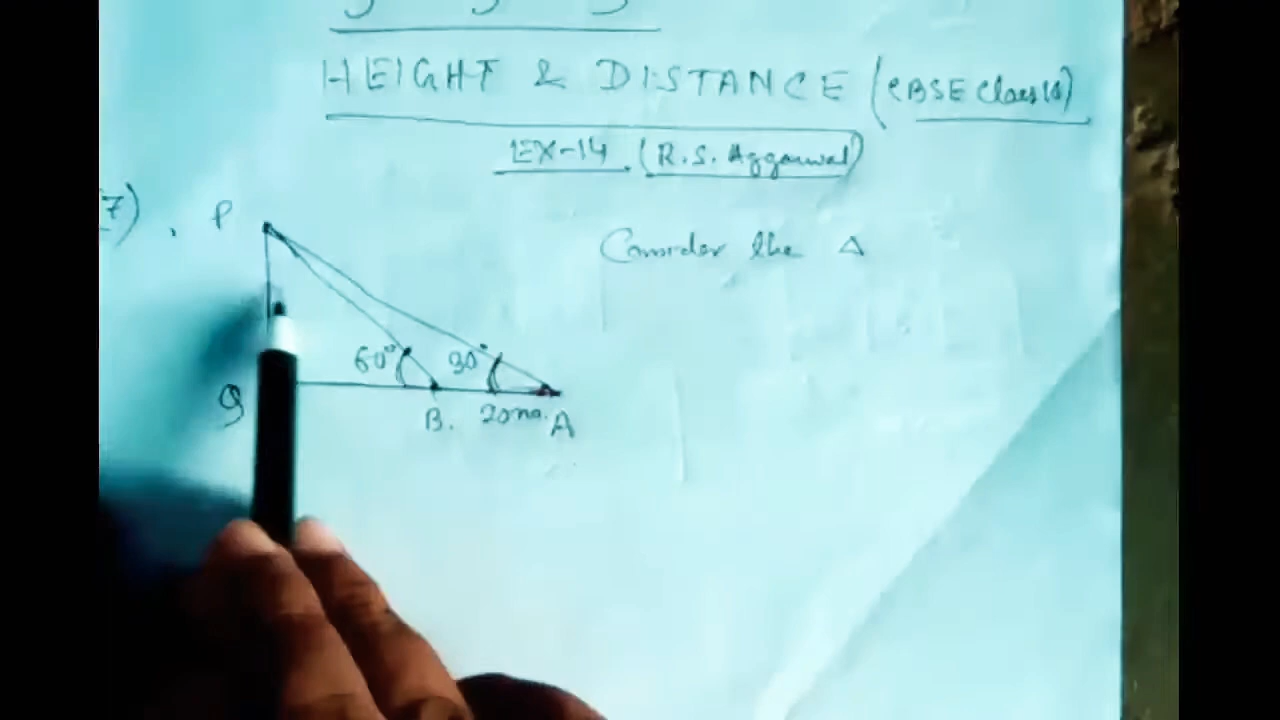 HEIGHT & DISTANCE (CBSE Class 10)
EX-14 (R.S. Aggarwal)
7)
P
Consider the Δ
60° 30°
Q
B. 20m. A